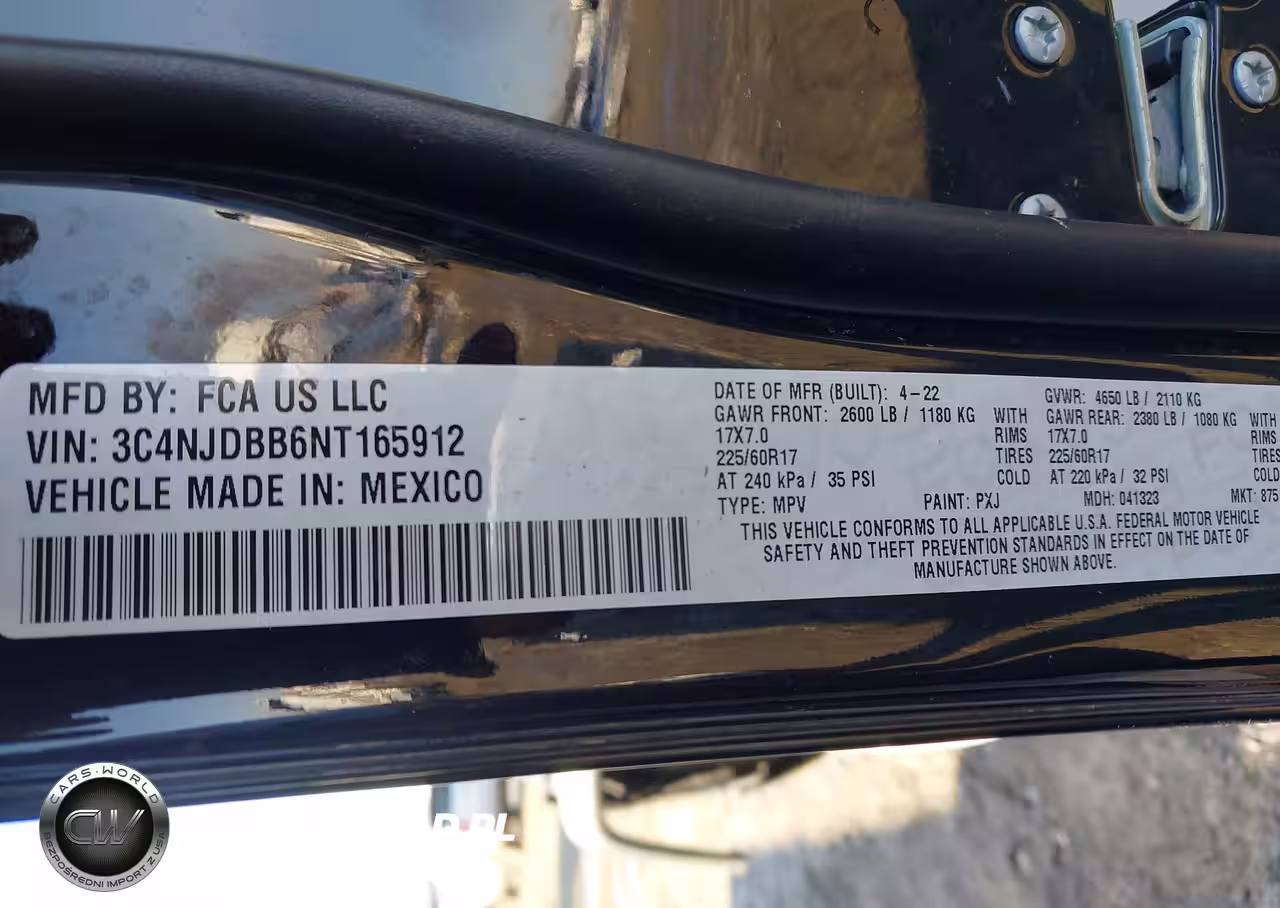 MFD BY: FCA US LLC
VIN: 3C4NJDBB6NT165912
VEHICLE MADE IN: MEXICO
DATE OF MFR (BUILT): 4-22
GVWR: 4650 LB / 2110 KG
GAWR FRONT: 2600 LB / 1180 KG WITH
GAWR REAR: 2380 LB / 1080 KG WITH
17X7.0 RIMS
17X7.0 RIMS
225/60R17 TIRES
225/60R17 TIRES
AT 240 kPa / 35 PSI COLD
AT 220 kPa / 32 PSI COLD
TYPE: MPV PAINT: PXJ MDH: 041323 MKT: 875
THIS VEHICLE CONFORMS TO ALL APPLICABLE U.S.A. FEDERAL MOTOR VEHICLE
SAFETY AND THEFT PREVENTION STANDARDS IN EFFECT ON THE DATE OF
MANUFACTURE SHOWN ABOVE.
CARS-WORLD
CW
BEZPOŚREDNI IMPORT Z USA
D.PL